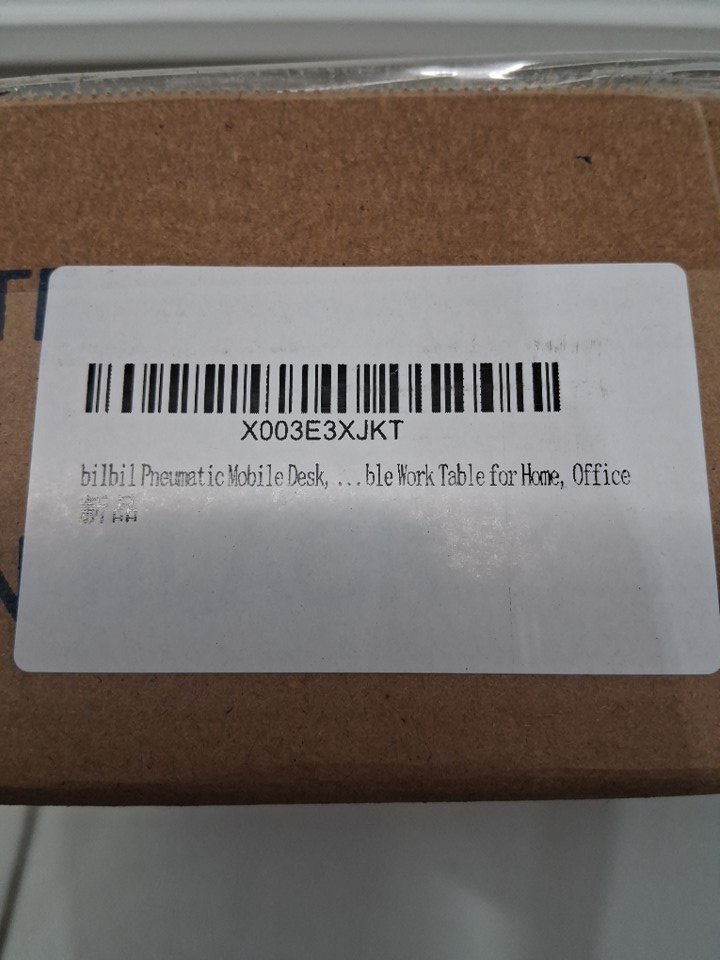 X003E3XJKT
bilbil Pneumatic Mobile Desk, ...ble Work Table for Home, Office
新品